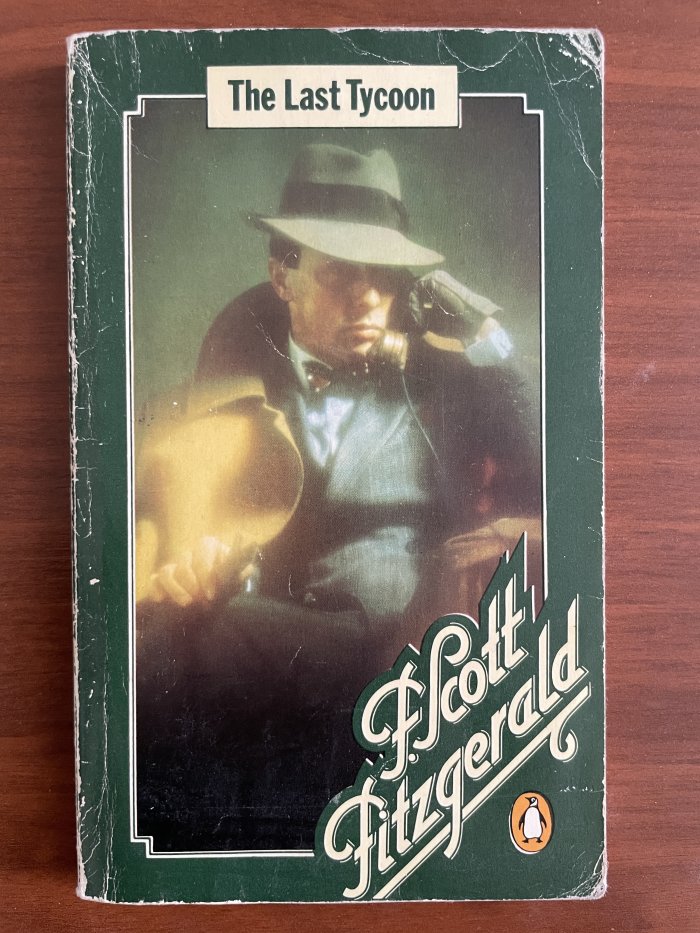 The Last Tycoon
F. Scott
Fitzgerald